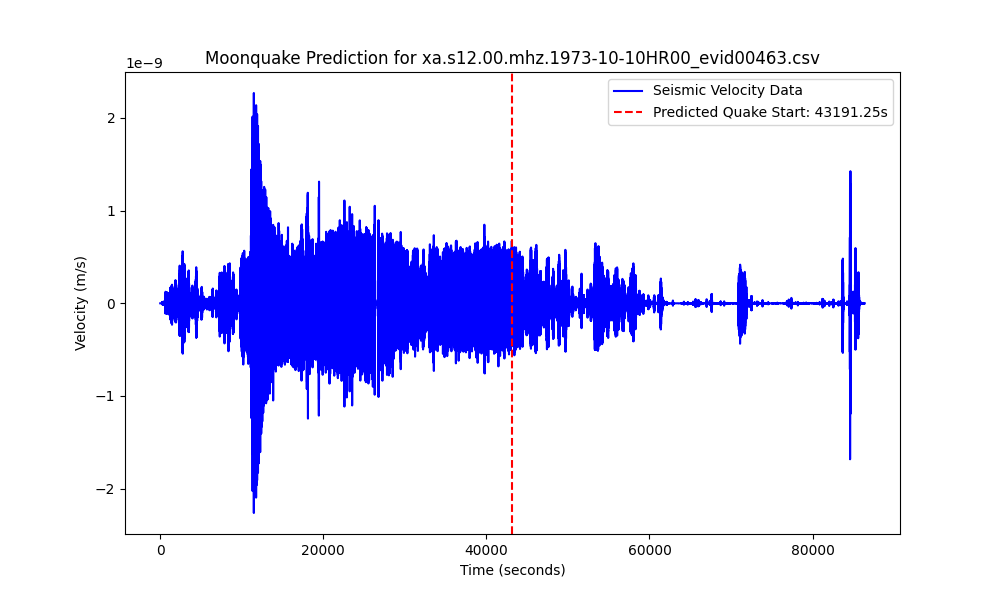 Moonquake Prediction for xa.s12.00.mhz.1973-10-10HR00_evid00463.csv
1e−9
Seismic Velocity Data
Predicted Quake Start: 43191.25s
2
1
0
−1
−2
Velocity (m/s)
0
20000
40000
60000
80000
Time (seconds)